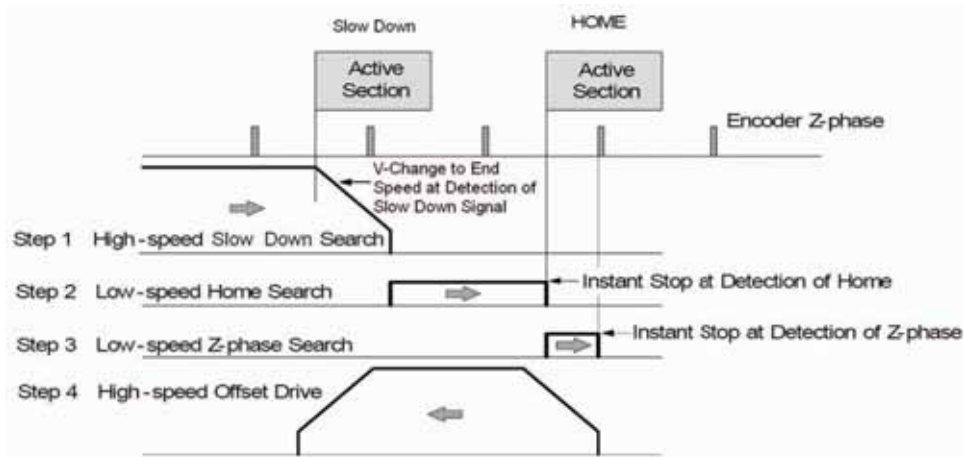 Slow Down
HOME
Active
Section
Active
Section
Encoder Z-phase
V-Change to End
Speed at Detection of
Slow Down Signal
Step 1 High-speed Slow Down Search
Step 2 Low-speed Home Search
Instant Stop at Detection of Home
Step 3 Low-speed Z-phase Search
Instant Stop at Detection of Z-phase
Step 4 High-speed Offset Drive